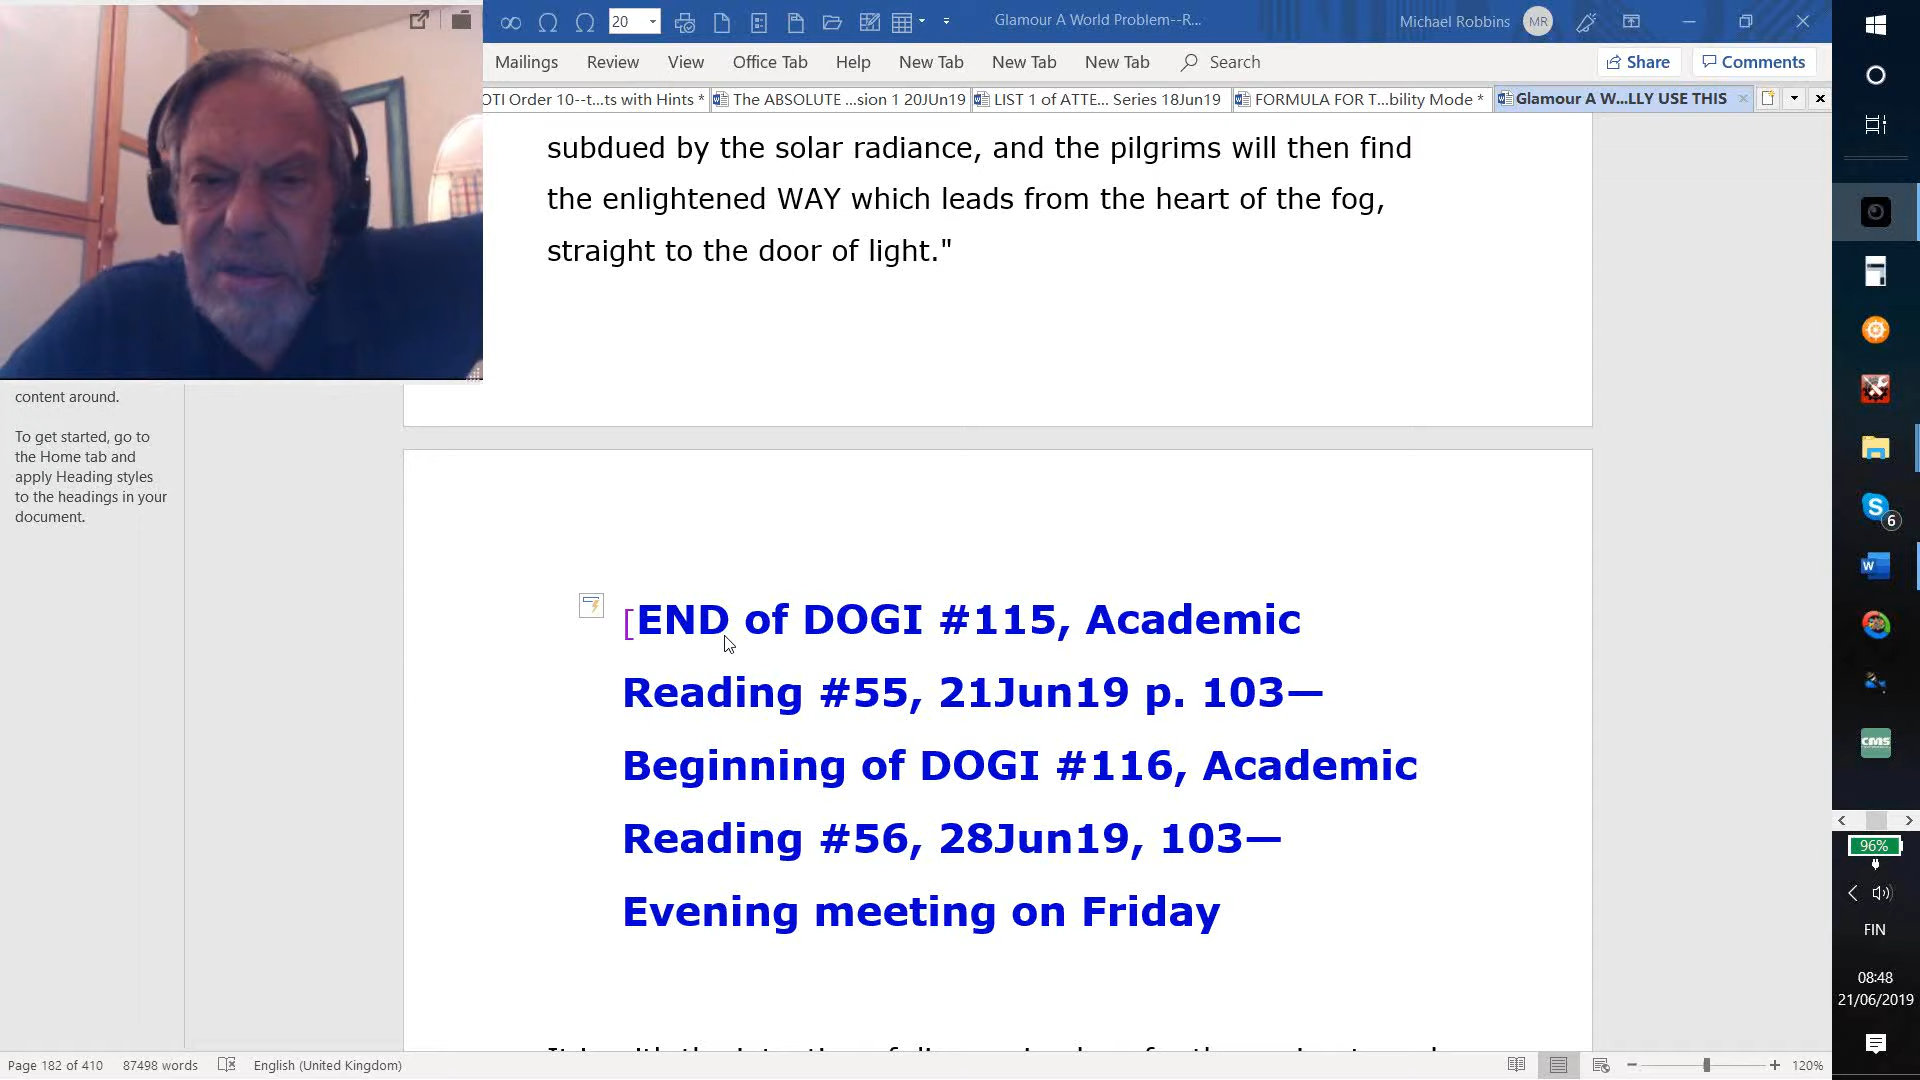 20
Glamour A World Problem--R...
Michael Robbins
MR
Mailings Review View Office Tab Help New Tab New Tab New Tab Search
Share Comments
OTI Order 10--t...ts with Hints * The ABSOLUTE ...sion 1 20JUn19 LIST 1 of ATTE... Series 18Jun19 FORMULA FOR T...bility Mode * Glamour A W...LLY USE THIS
subdued by the solar radiance, and the pilgrims will then find
the enlightened WAY which leads from the heart of the fog,
straight to the door of light."
content around.
To get started, go to
the Home tab and
apply Heading styles
to the headings in your
document.
[END of DOGI #115, Academic
Reading #55, 21Jun19 p. 103—
Beginning of DOGI #116, Academic
Reading #56, 28Jun19, 103—
Evening meeting on Friday
6
W
CMS
96%
FIN
08:48
21/06/2019
Page 182 of 410 87498 words English (United Kingdom) 120%